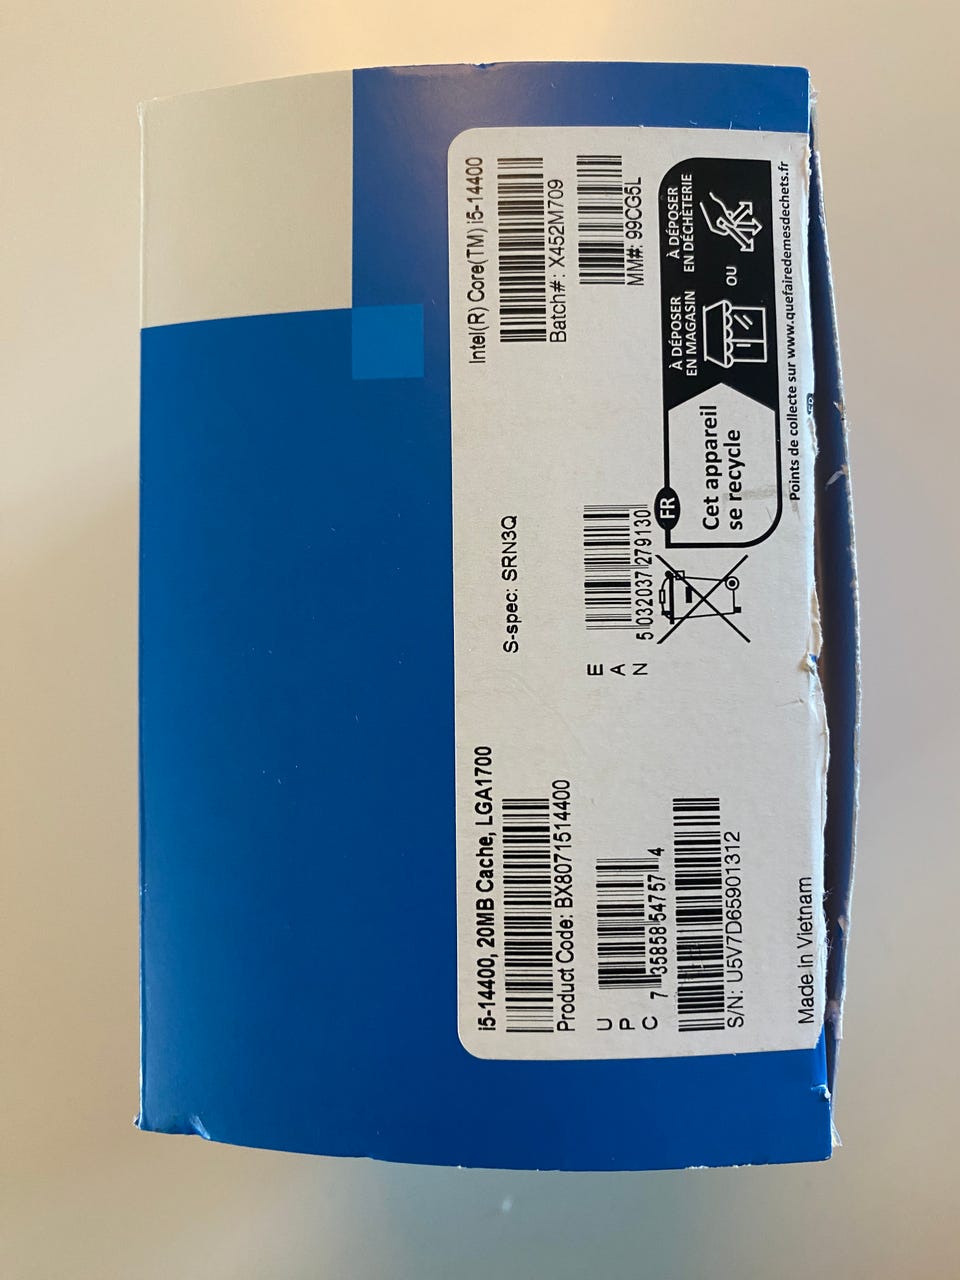 i5-14400, 20MB Cache, LGA1700
Product Code: BX8071514400
UPC
7 35858 54757 4
S/N: U5V7D65901312
Made in Vietnam
S-spec: SRN3Q
EAN
5 032037 279130
Intel(R) Core(TM) i5-14400
Batch#: X452M709
MM#: 99CG5L
FR
Cet appareil
se recycle
À DÉPOSER
EN MAGASIN
OU
À DÉPOSER
EN DÉCHÈTERIE
Points de collecte sur www.quefairedemesdechets.fr